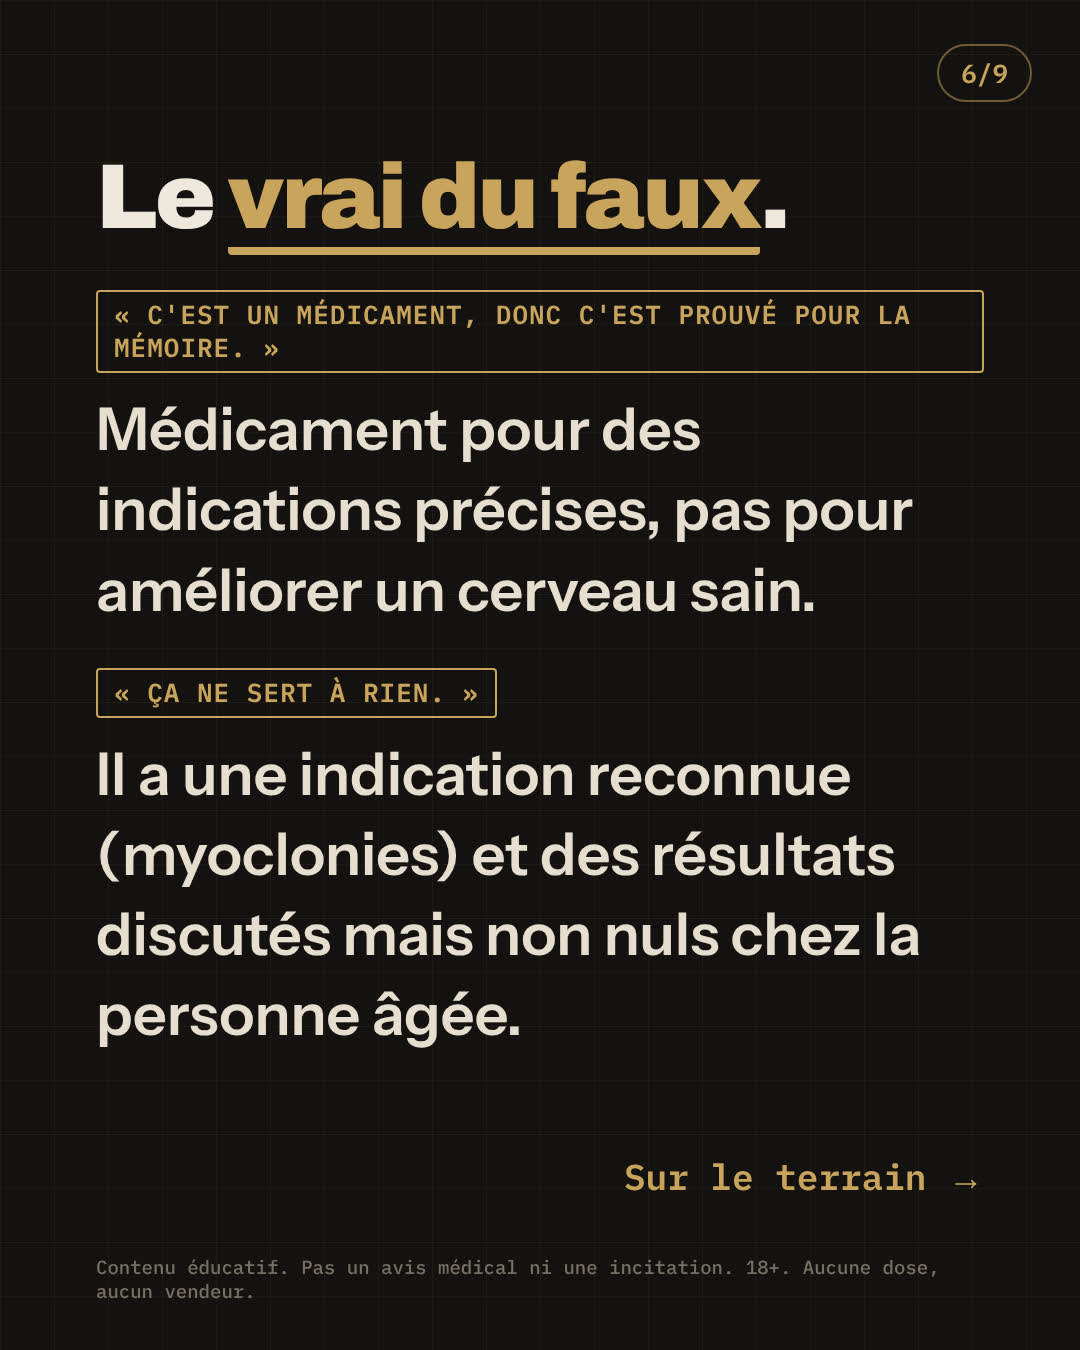 6/9
Le vrai du faux.
« C'EST UN MÉDICAMENT, DONC C'EST PROUVÉ POUR LA
MÉMOIRE. »
Médicament pour des
indications précises, pas pour
améliorer un cerveau sain.
« ÇA NE SERT À RIEN. »
Il a une indication reconnue
(myoclonies) et des résultats
discutés mais non nuls chez la
personne âgée.
Sur le terrain →
Contenu éducatif. Pas un avis médical ni une incitation. 18+. Aucune dose,
aucun vendeur.